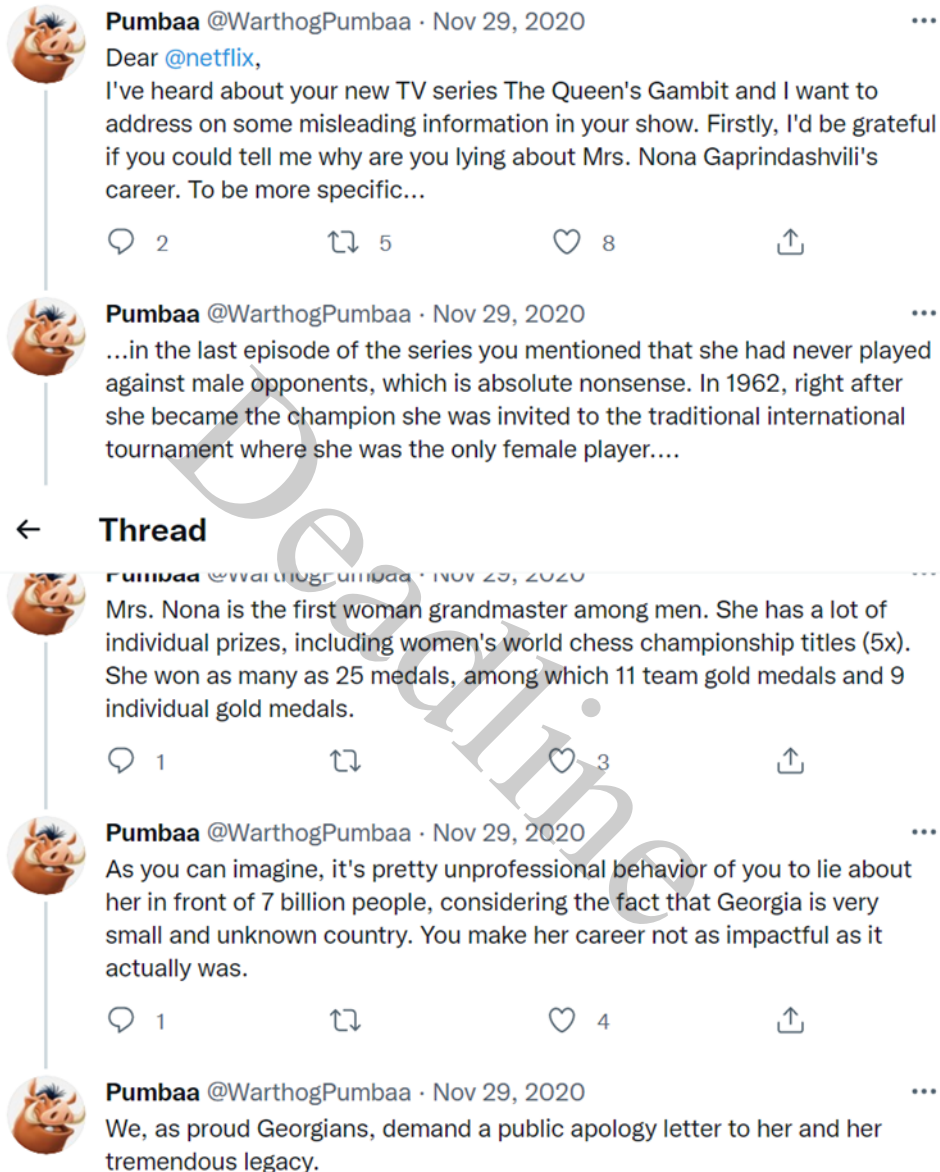 Pumbaa @WarthogPumbaa · Nov 29, 2020
Dear @netflix,
I've heard about your new TV series The Queen's Gambit and I want to
address on some misleading information in your show. Firstly, I'd be grateful
if you could tell me why are you lying about Mrs. Nona Gaprindashvili's
career. To be more specific...
2 5 8
Pumbaa @WarthogPumbaa · Nov 29, 2020
...in the last episode of the series you mentioned that she had never played
against male opponents, which is absolute nonsense. In 1962, right after
she became the champion she was invited to the traditional international
tournament where she was the only female player....
Thread
Pumbaa @WarthogPumbaa · Nov 29, 2020
Mrs. Nona is the first woman grandmaster among men. She has a lot of
individual prizes, including women's world chess championship titles (5x).
She won as many as 25 medals, among which 11 team gold medals and 9
individual gold medals.
1 3
Pumbaa @WarthogPumbaa · Nov 29, 2020
As you can imagine, it's pretty unprofessional behavior of you to lie about
her in front of 7 billion people, considering the fact that Georgia is very
small and unknown country. You make her career not as impactful as it
actually was.
1 4
Pumbaa @WarthogPumbaa · Nov 29, 2020
We, as proud Georgians, demand a public apology letter to her and her
tremendous legacy.
Deadline